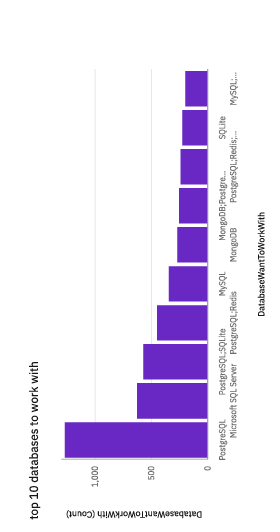 top 10 databases to work with
DatabaseWantToWorkWith (Count)
1,000
500
0
PostgreSQL
Microsoft SQL Server
PostgreSQL;SQLite
PostgreSQL;Redis
MySQL
MongoDB
MongoDB;Postgre...
PostgreSQL;Redis;...
SQLite
MySQL;...
DatabaseWantToWorkWith